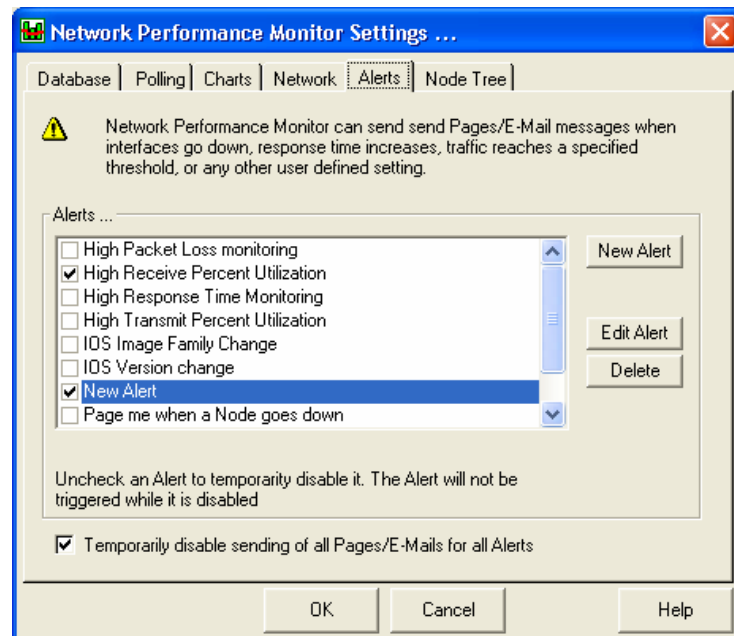 Network Performance Monitor Settings ...
Database Polling Charts Network Alerts Node Tree
Network Performance Monitor can send send Pages/E-Mail messages when
interfaces go down, response time increases, traffic reaches a specified
threshold, or any other user defined setting.
Alerts ...
High Packet Loss monitoring
High Receive Percent Utilization
High Response Time Monitoring
High Transmit Percent Utilization
IOS Image Family Change
IOS Version change
New Alert
Page me when a Node goes down
New Alert
Edit Alert
Delete
Uncheck an Alert to temporarity disable it. The Alert will not be
triggered while it is disabled
Temporarily disable sending of all Pages/E-Mails for all Alerts
OK Cancel Help